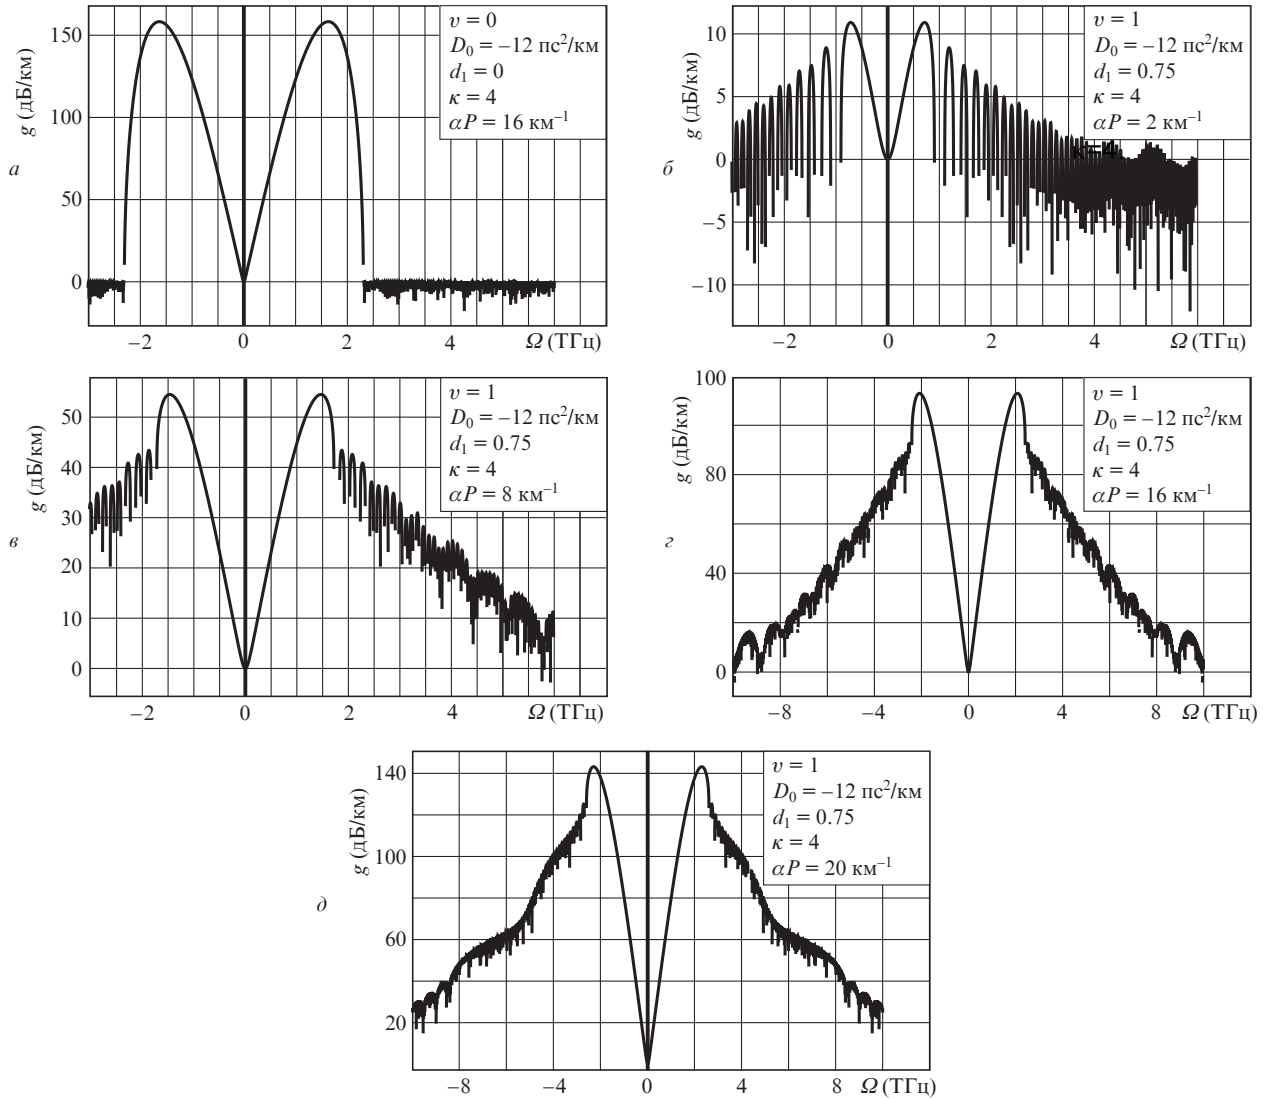 g (дБ/км)
150
100
50
0
−2
0
2
4
Ω (ТГц)
υ = 0
D₀ = −12 пс²/км
d₁ = 0
κ = 4
αP = 16 км⁻¹
а
g (дБ/км)
10
5
0
−5
−10
−2
0
2
4
Ω (ТГц)
υ = 1
D₀ = −12 пс²/км
d₁ = 0.75
κ = 4
αP = 2 км⁻¹
κ = 4
б
g (дБ/км)
50
40
30
20
10
0
−2
0
2
4
Ω (ТГц)
υ = 1
D₀ = −12 пс²/км
d₁ = 0.75
κ = 4
αP = 8 км⁻¹
в
g (дБ/км)
100
80
40
0
−8
−4
0
4
8
Ω (ТГц)
υ = 1
D₀ = −12 пс²/км
d₁ = 0.75
κ = 4
αP = 16 км⁻¹
г
g (дБ/км)
140
100
60
20
−8
−4
0
4
8
Ω (ТГц)
υ = 1
D₀ = −12 пс²/км
d₁ = 0.75
κ = 4
αP = 20 км⁻¹
д